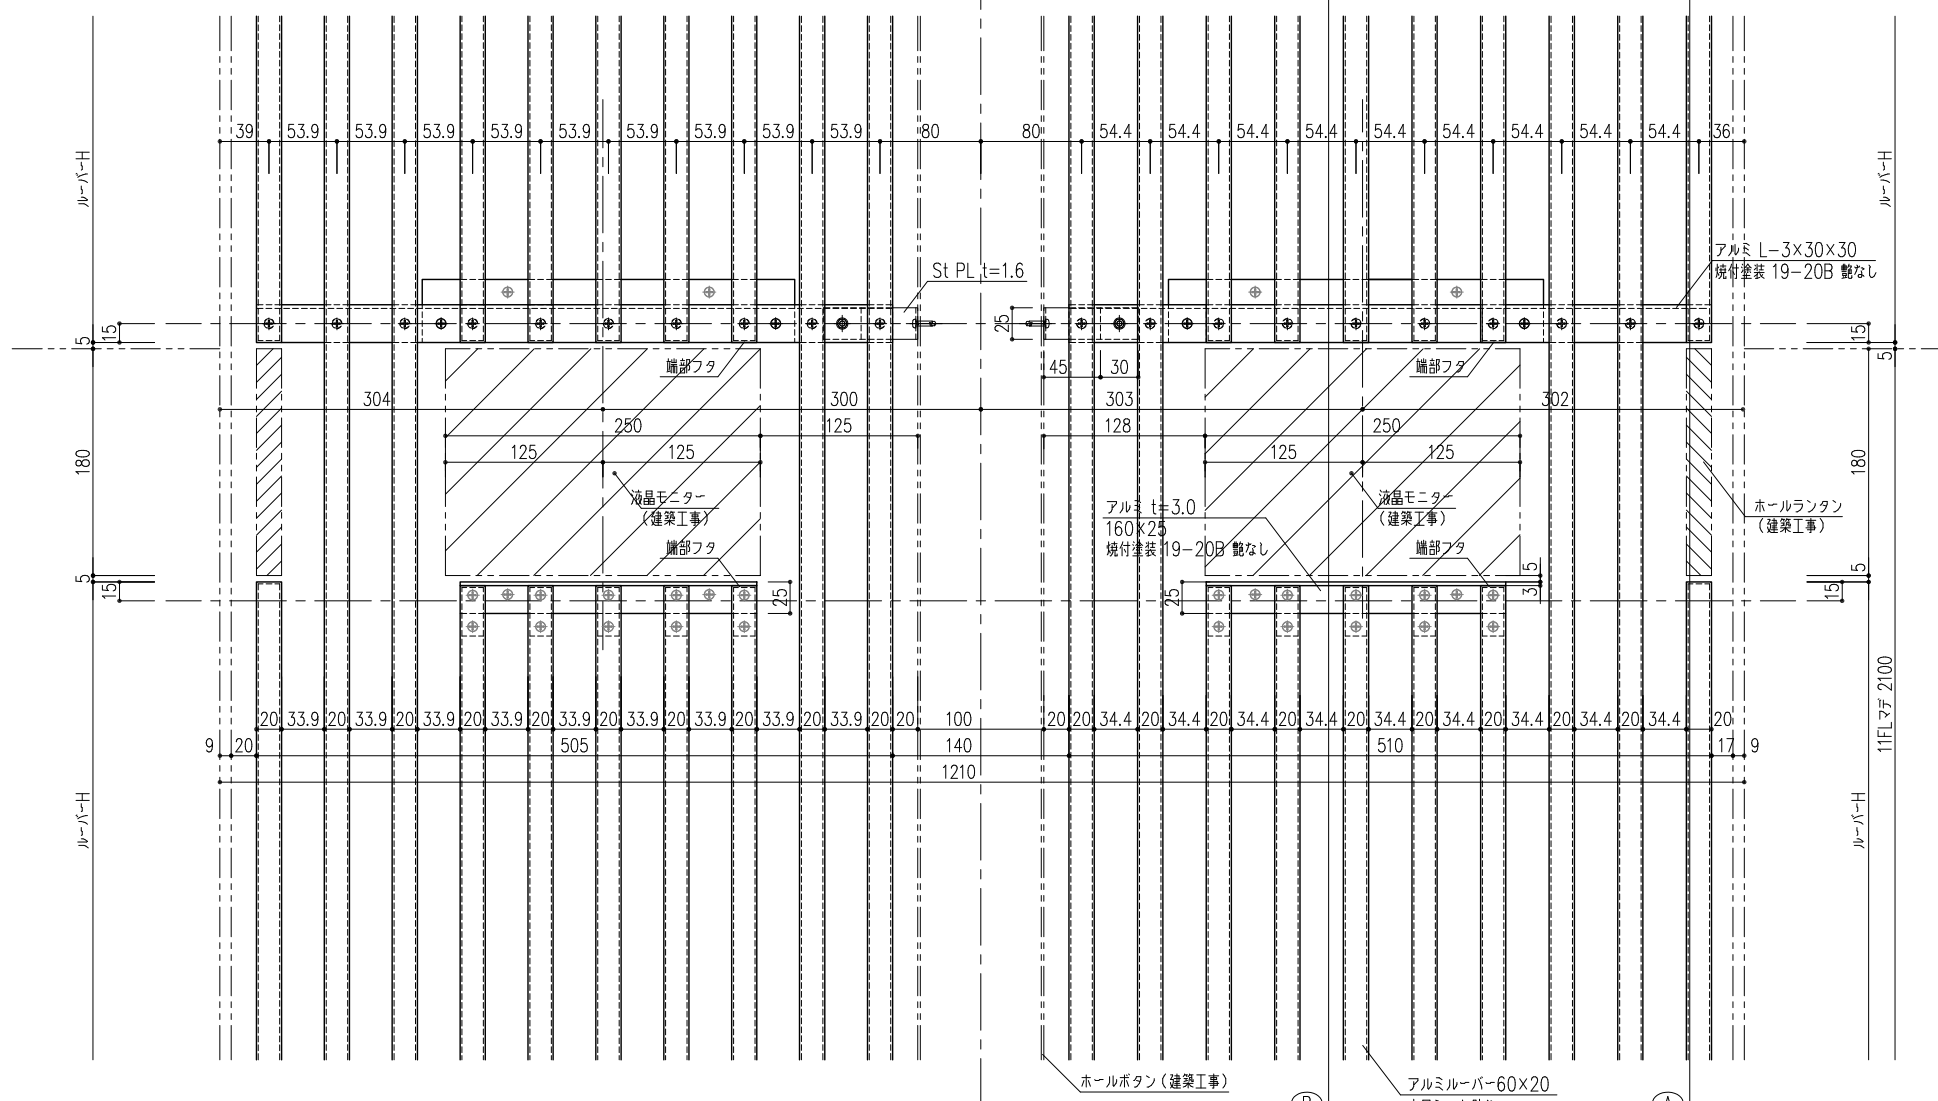 39 53.9 53.9 53.9 53.9 53.9 53.9 53.9 53.9 53.9 80 80 54.4 54.4 54.4 54.4 54.4 54.4 54.4 54.4 54.4 36
ルーバーH
ルーバーH
アルミ L-3×30×30
焼付塗装 19-20B 艶なし
St PL t=1.6
15
25
15
5
5
端部フタ
45 30
端部フタ
304 300 303 302
250 125 128 250
125 125 125 125
180
180
液晶モニター
(建築工事)
アルミ t=3.0
160×25
焼付塗装 19-20B 艶なし
液晶モニター
(建築工事)
ホールランタン
(建築工事)
端部フタ
端部フタ
5
15
25
25
5
3
5
15
11FLマデ 2100
20 33.9 20 33.9 20 33.9 20 33.9 20 33.9 20 33.9 20 33.9 20 33.9 20 33.9 20 20 100 20 20 34.4 20 34.4 20 34.4 20 34.4 20 34.4 20 34.4 20 34.4 20 34.4 20 34.4 20
9 20 505 140 510 17 9
1210
ルーバーH
ルーバーH
ホールボタン(建築工事)
アルミルーバー60×20